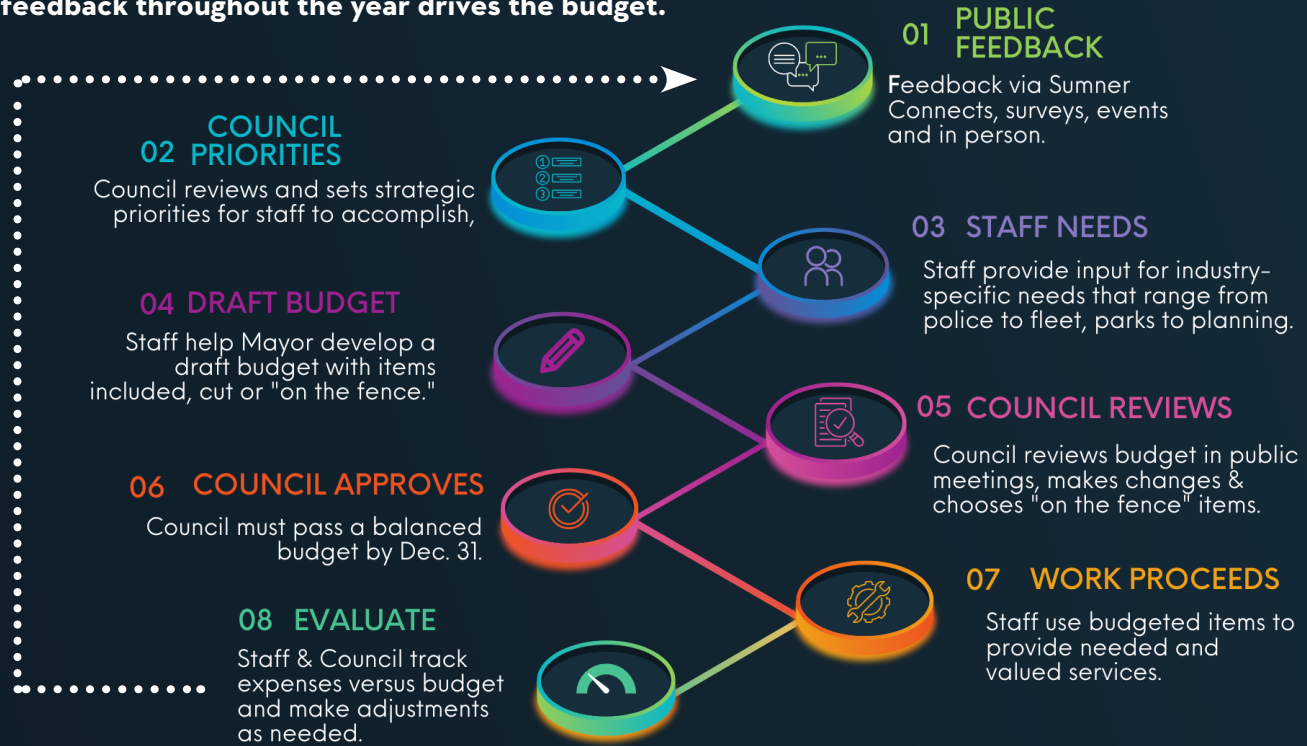 feedback throughout the year drives the budget.
01 PUBLIC
FEEDBACK
Feedback via Sumner
Connects, surveys, events
and in person.
02 COUNCIL
PRIORITIES
Council reviews and sets strategic
priorities for staff to accomplish,
1
2
3
03 STAFF NEEDS
Staff provide input for industry-
specific needs that range from
police to fleet, parks to planning.
04 DRAFT BUDGET
Staff help Mayor develop a
draft budget with items
included, cut or "on the fence."
05 COUNCIL REVIEWS
Council reviews budget in public
meetings, makes changes &
chooses "on the fence" items.
06 COUNCIL APPROVES
Council must pass a balanced
budget by Dec. 31.
07 WORK PROCEEDS
Staff use budgeted items to
provide needed and
valued services.
08 EVALUATE
Staff & Council track
expenses versus budget
and make adjustments
as needed.